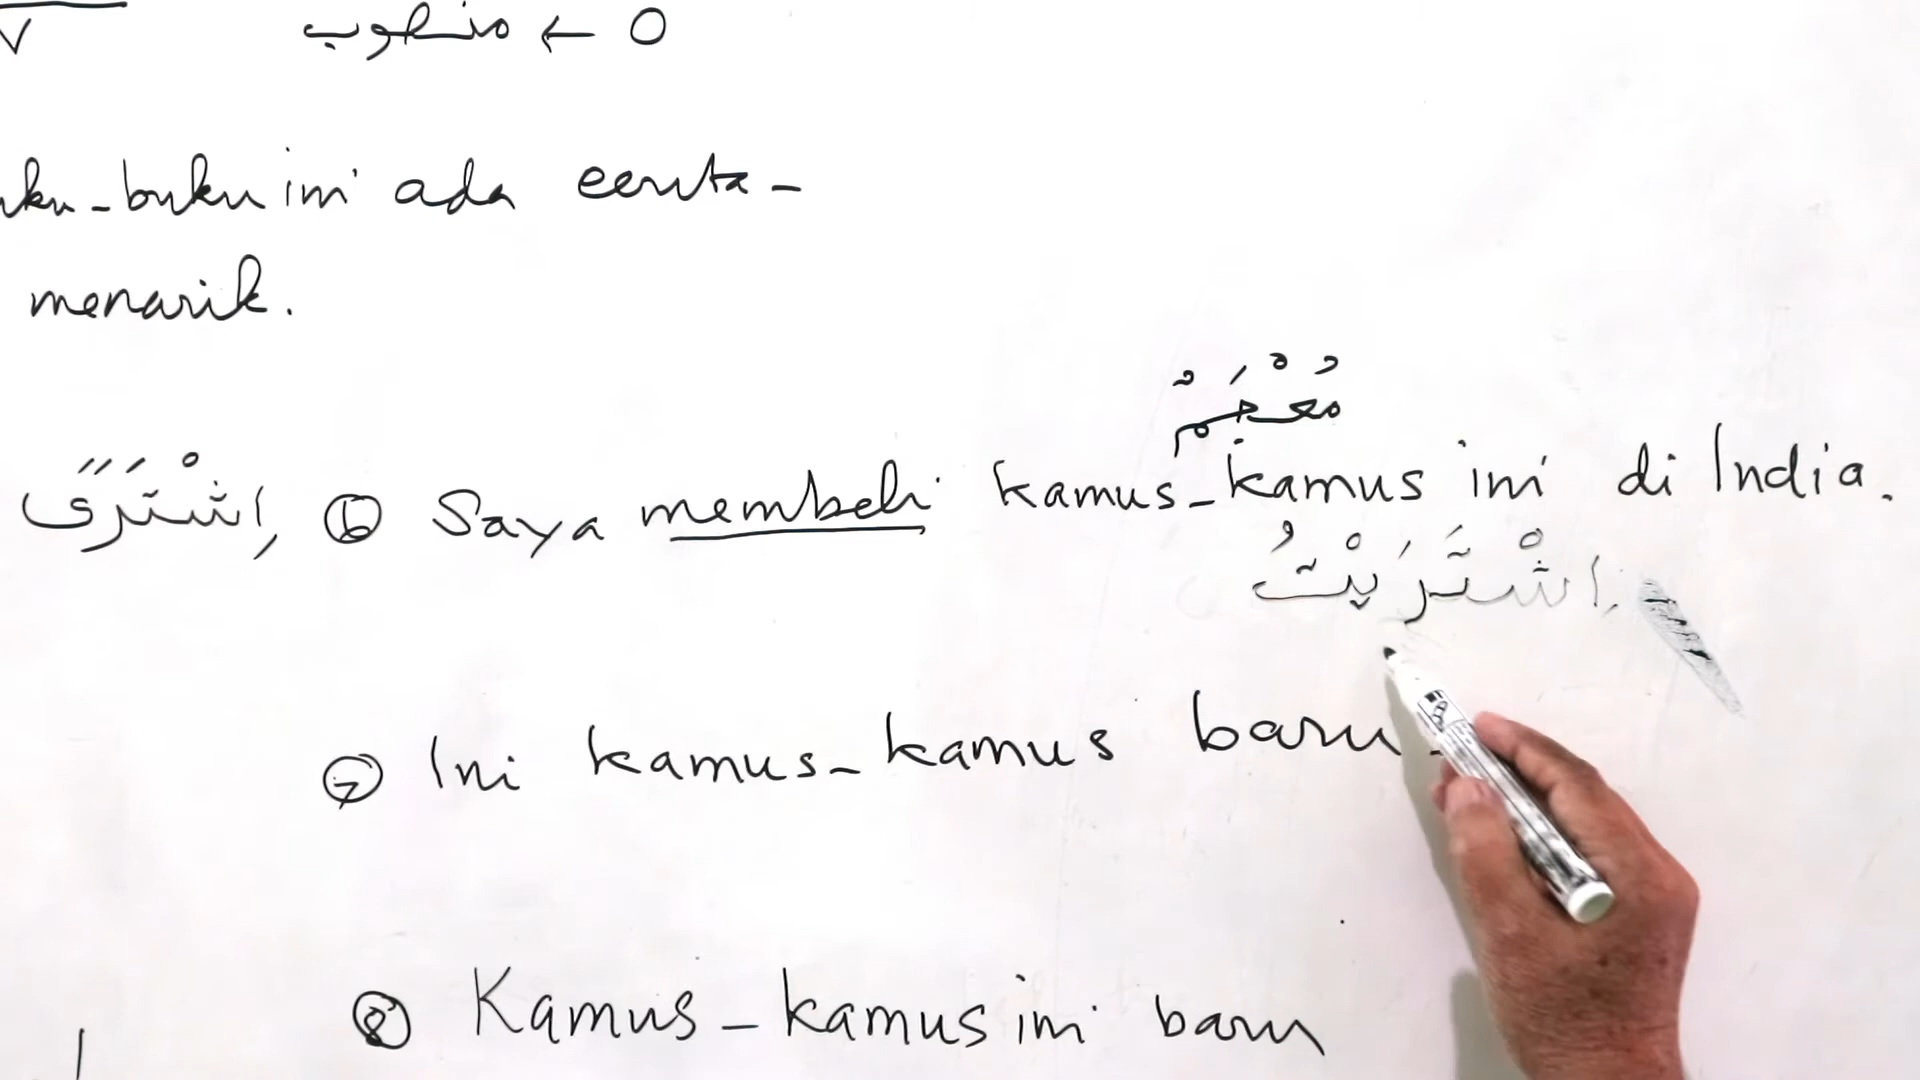 منصوب ← O
buku-buku ini ada cerita-
menarik.
مُعْجَمٌ
اِشْتَرَى ⑥ Saya membeli kamus-kamus ini di India.
اِشْتَرَيْتُ
⑦ Ini kamus-kamus baru
⑧ Kamus-kamus ini baru